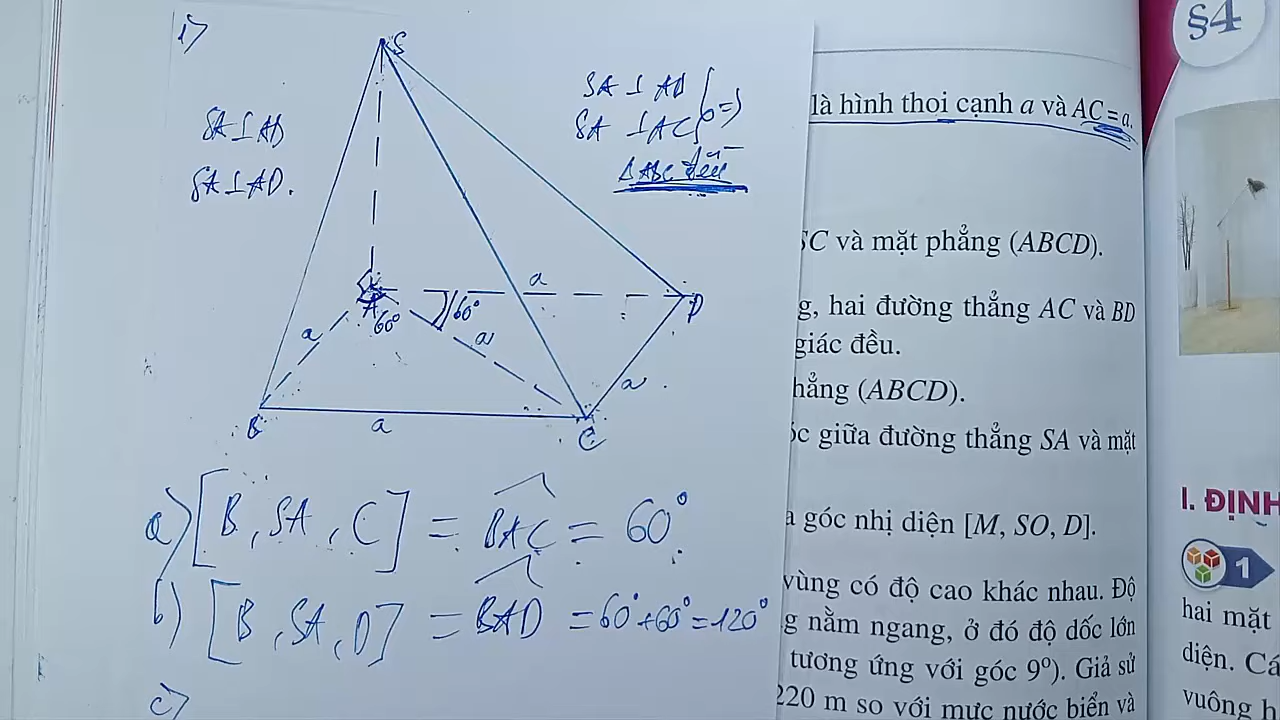 1)
S
SA ⊥ AD
SA ⊥ AC } =>
ΔABC đều
SA ⊥ AB
SA ⊥ AD.
A
60°
60°
a
a
a
D
a
B
a
C
a) [B, SA, C] = BAC = 60°
b) [B, SA, D] = BAD = 60° + 60° = 120°
c)
là hình thoi cạnh a và AC = a.
SC và mặt phẳng (ABCD).
g, hai đường thẳng AC và BD
giác đều.
hẳng (ABCD).
óc giữa đường thẳng SA và mặt
a góc nhị diện [M, SO, D].
vùng có độ cao khác nhau. Độ
g nằm ngang, ở đó độ dốc lớn
tương ứng với góc 9°). Giả sử
220 m so với mực nước biển và
§4
I. ĐỊNH
1
hai mặt
diện. Cá
vuông h